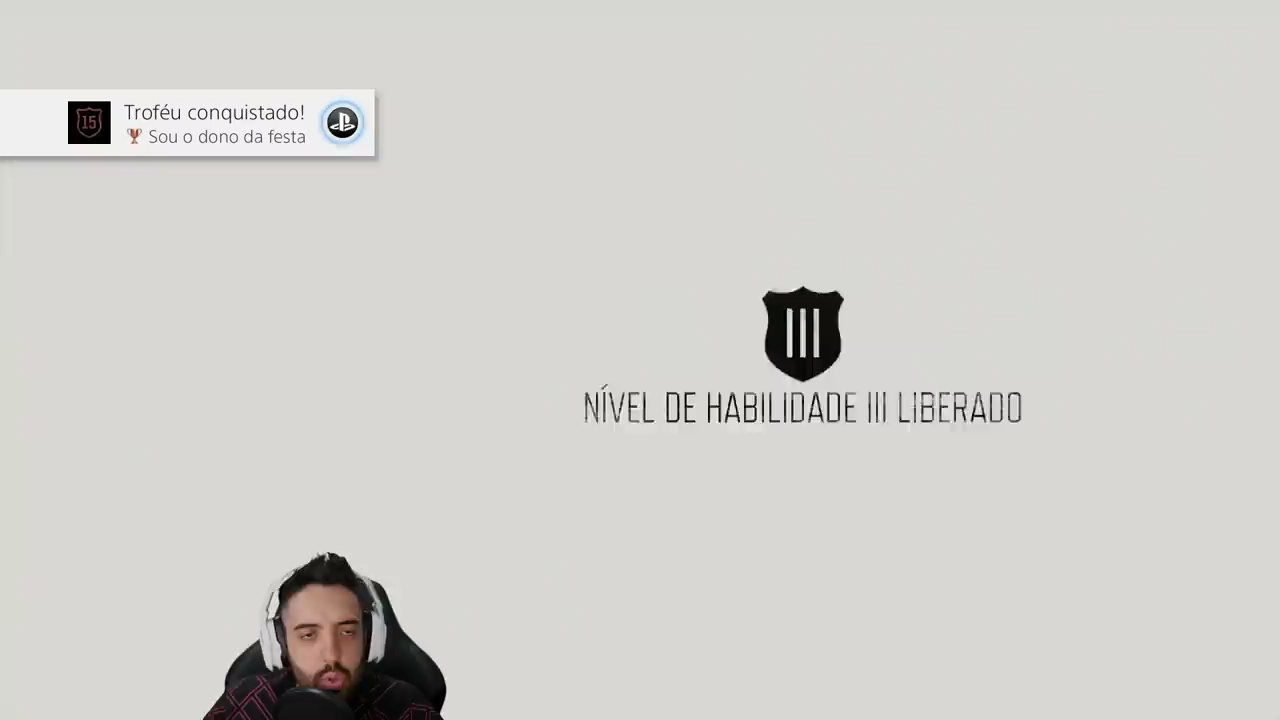 15
Troféu conquistado!
Sou o dono da festa
III
NÍVEL DE HABILIDADE III LIBERADO